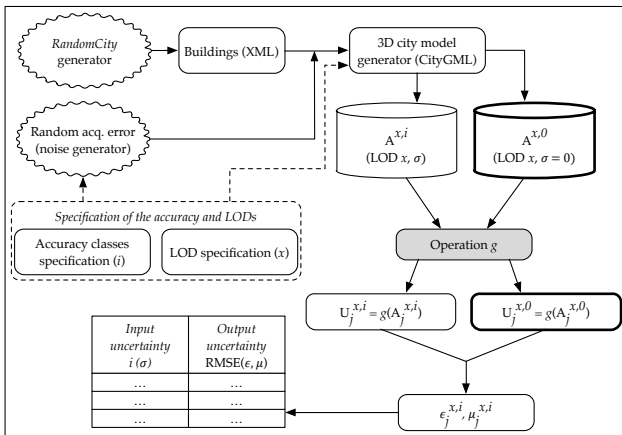 RandomCity
generator
Buildings (XML)
3D city model
generator (CityGML)
Random acq. error
(noise generator)
A^{x,i}
(LOD x, σ)
A^{x,0}
(LOD x, σ = 0)
Specification of the accuracy and LODs
Accuracy classes
specification (i)
LOD specification (x)
Operation g
U_j^{x,i} = g(A_j^{x,i})
U_j^{x,0} = g(A_j^{x,0})
Input
uncertainty
i (σ)
Output
uncertainty
RMSE(ϵ, μ)
... ...
... ...
... ...
ϵ_j^{x,i}, μ_j^{x,i}